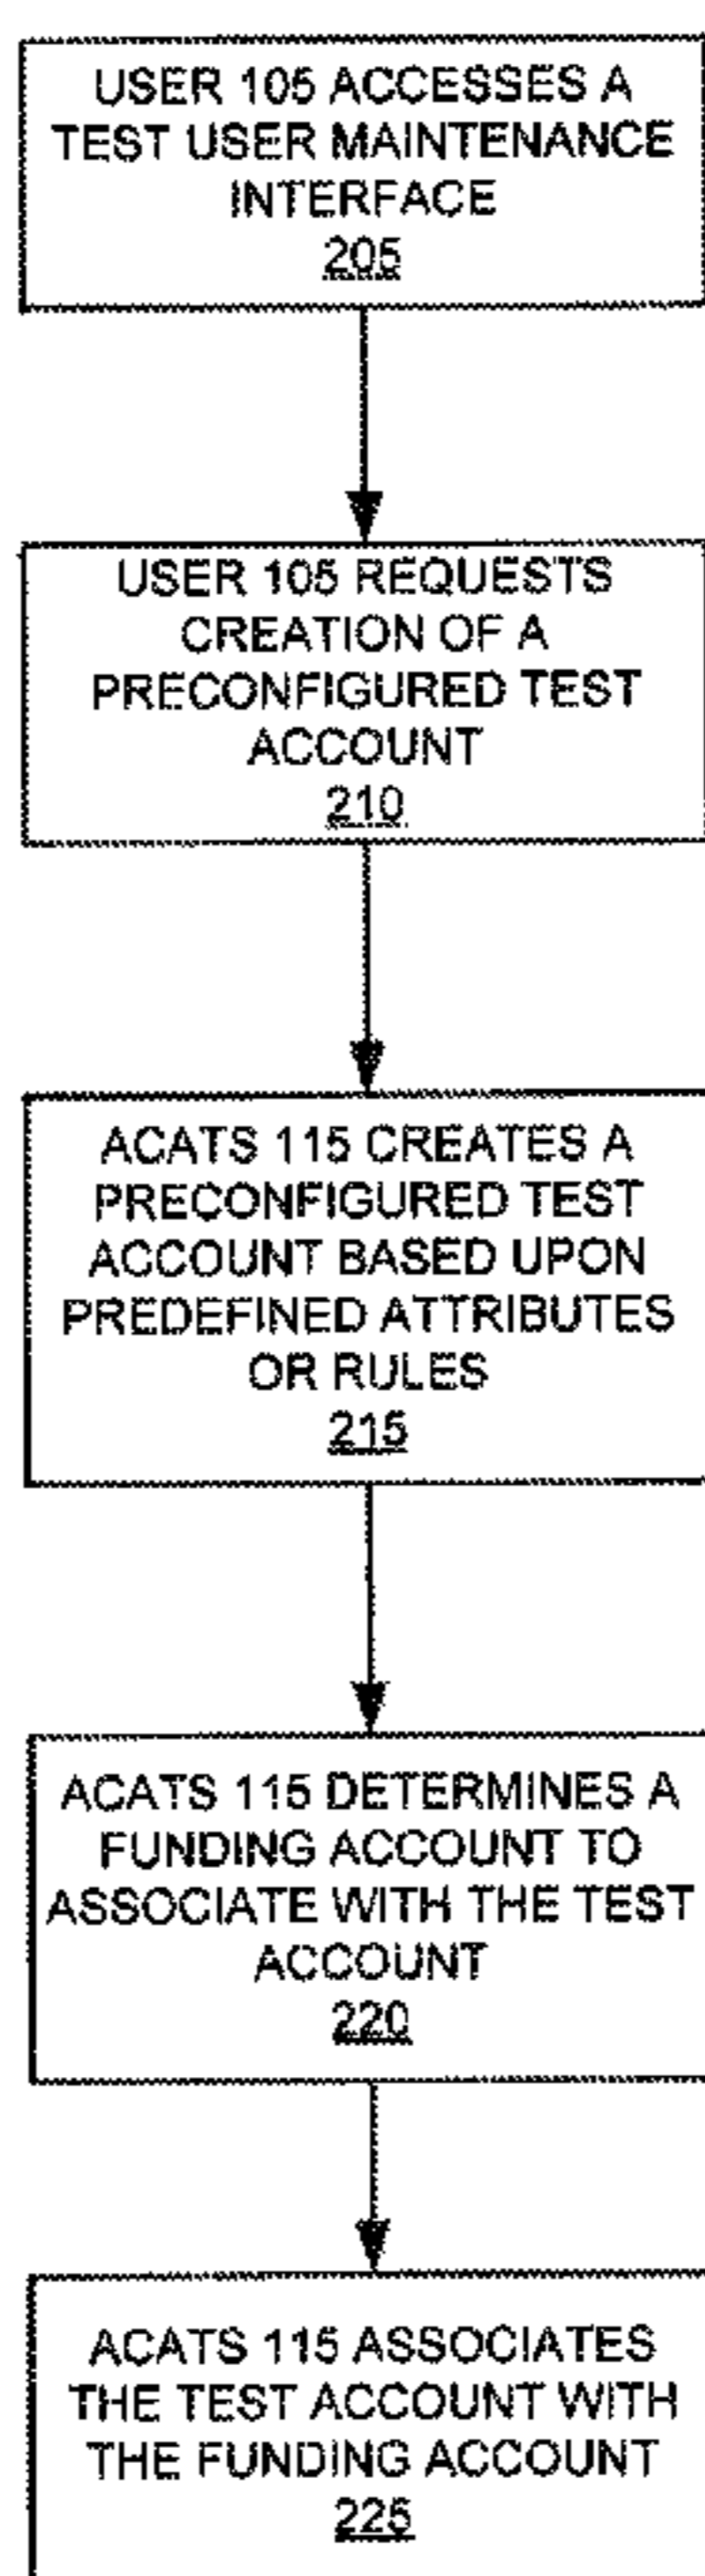 USER 105 ACCESSES A
TEST USER MAINTENANCE
INTERFACE
205
USER 105 REQUESTS
CREATION OF A
PRECONFIGURED TEST
ACCOUNT
210
ACATS 115 CREATES A
PRECONFIGURED TEST
ACCOUNT BASED UPON
PREDEFINED ATTRIBUTES
OR RULES
215
ACATS 115 DETERMINES A
FUNDING ACCOUNT TO
ASSOCIATE WITH THE TEST
ACCOUNT
220
ACATS 115 ASSOCIATES
THE TEST ACCOUNT WITH
THE FUNDING ACCOUNT
225